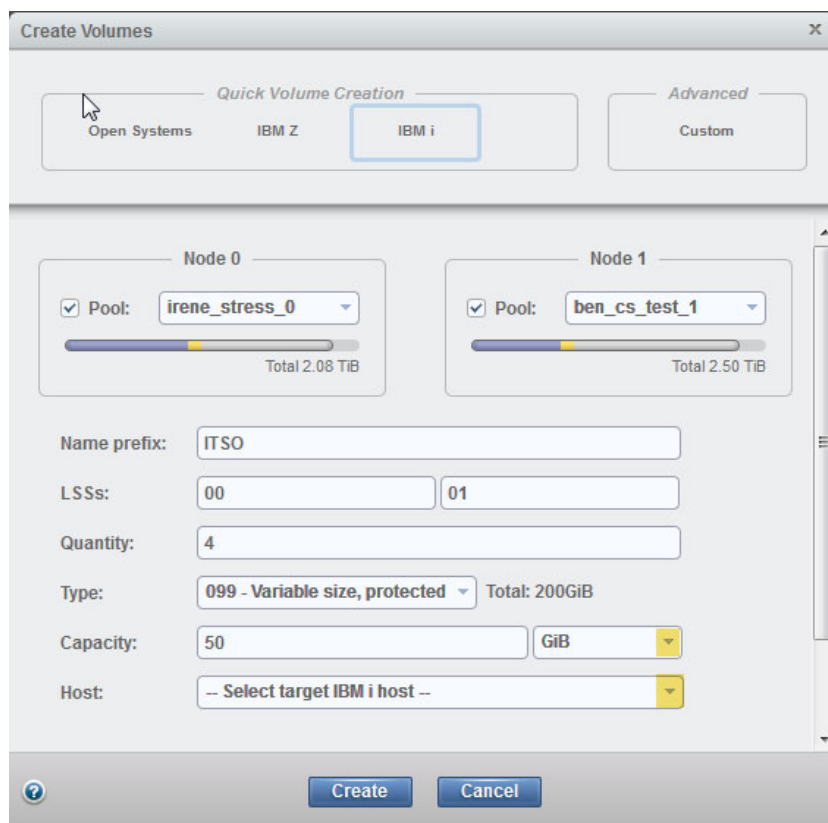 Create Volumes x
Quick Volume Creation Advanced
Open Systems IBM Z IBM i Custom
Node 0 Node 1
Pool: irene_stress_0 Pool: ben_cs_test_1
Total 2.08 TiB Total 2.50 TiB
Name prefix: ITSO
LSSs: 00 01
Quantity: 4
Type: 099 - Variable size, protected Total: 200GiB
Capacity: 50 GiB
Host: -- Select target IBM i host --
? Create Cancel